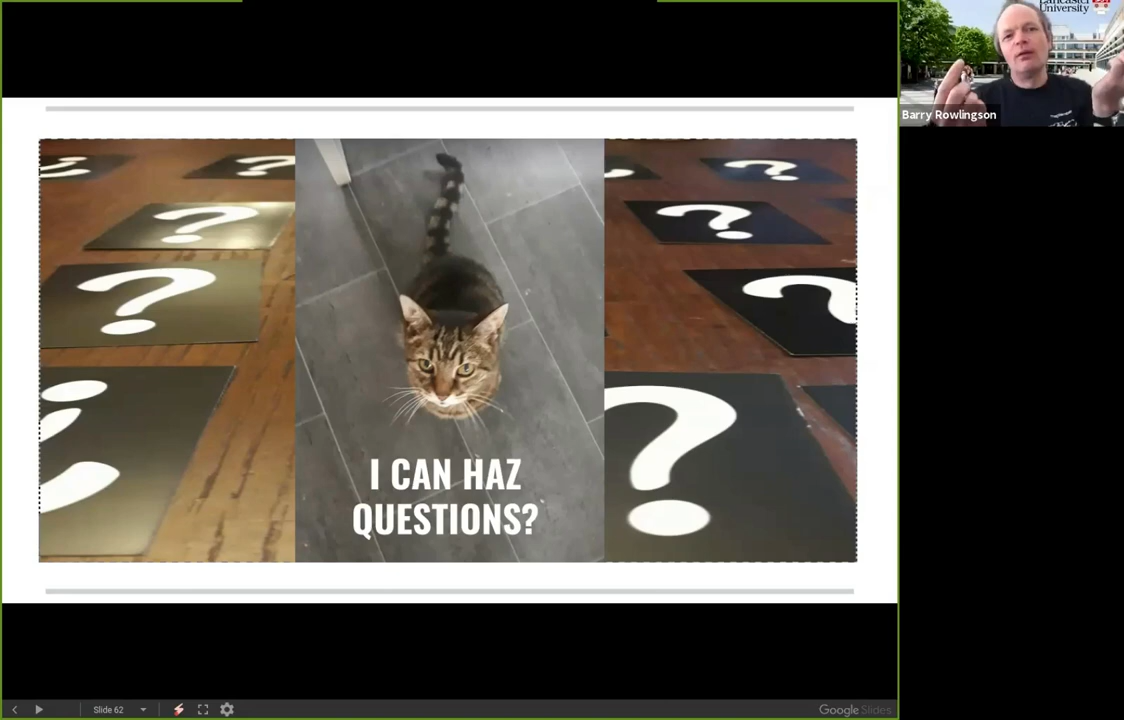 Lancaster
University
Barry Rowlingson
?
?
?
?
?
?
?
?
I CAN HAZ
QUESTIONS?
Slide 62
Google Slides